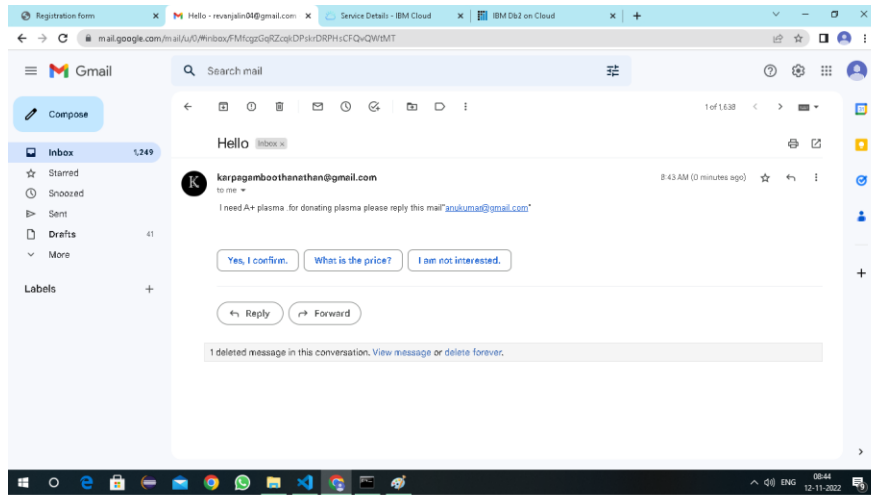 Registration form
Hello - revanjalin04@gmail.com
Service Details - IBM Cloud
IBM Db2 on Cloud
mail.google.com/mail/u/0/#inbox/FMfcgzGqRZcqkDPskrDRPHsCFQvQWtMT
Gmail
Search mail
Compose
1 of 1,638
Hello Inbox x
Inbox 1,249
Starred
Snoozed
Sent
Drafts 41
More
Labels
K
karpagamboothanathan@gmail.com
8:43 AM (0 minutes ago)
to me
I need A+ plasma .for donating plasma please reply this mail"anukumar@gmail.com"
Yes, I confirm.
What is the price?
I am not interested.
Reply
Forward
1 deleted message in this conversation. View message or delete forever.
ENG
08:44
12-11-2022